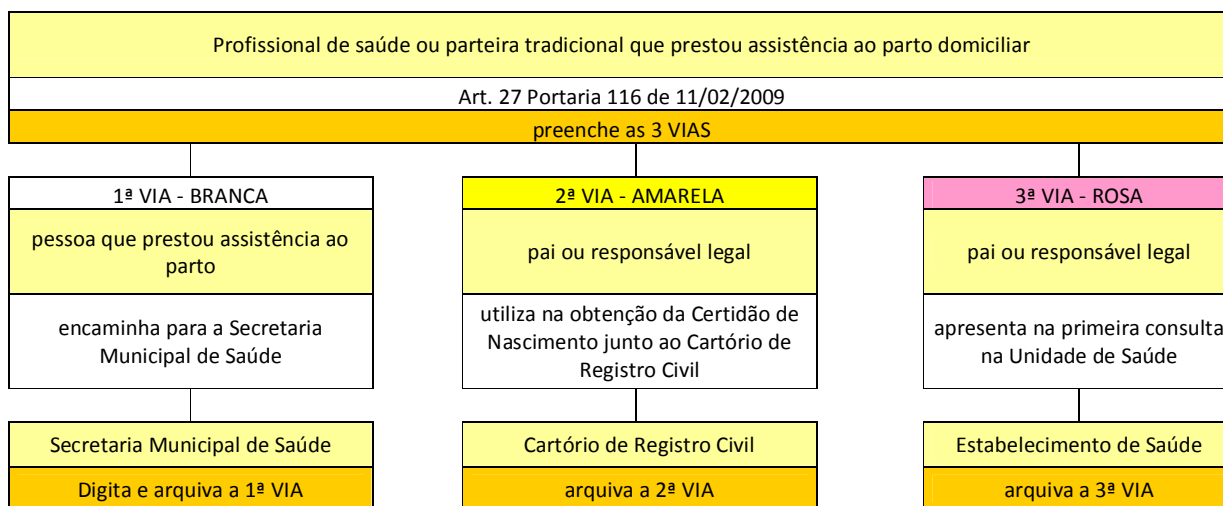 Profissional de saúde ou parteira tradicional que prestou assistência ao parto domiciliar
Art. 27 Portaria 116 de 11/02/2009
preenche as 3 VIAS
1ª VIA - BRANCA
pessoa que prestou assistência ao
parto
encaminha para a Secretaria
Municipal de Saúde
Secretaria Municipal de Saúde
Digita e arquiva a 1ª VIA
2ª VIA - AMARELA
pai ou responsável legal
utiliza na obtenção da Certidão de
Nascimento junto ao Cartório de
Registro Civil
Cartório de Registro Civil
arquiva a 2ª VIA
3ª VIA - ROSA
pai ou responsável legal
apresenta na primeira consulta
na Unidade de Saúde
Estabelecimento de Saúde
arquiva a 3ª VIA